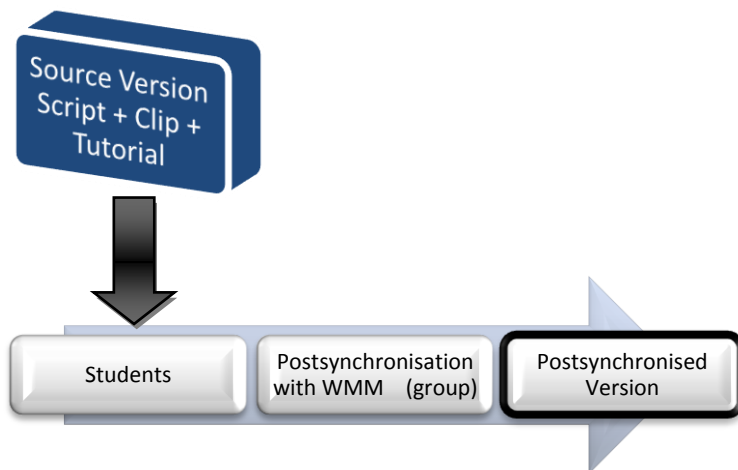 Source Version
Script + Clip +
Tutorial
Students
Postsynchronisation
with WMM (group)
Postsynchronised
Version